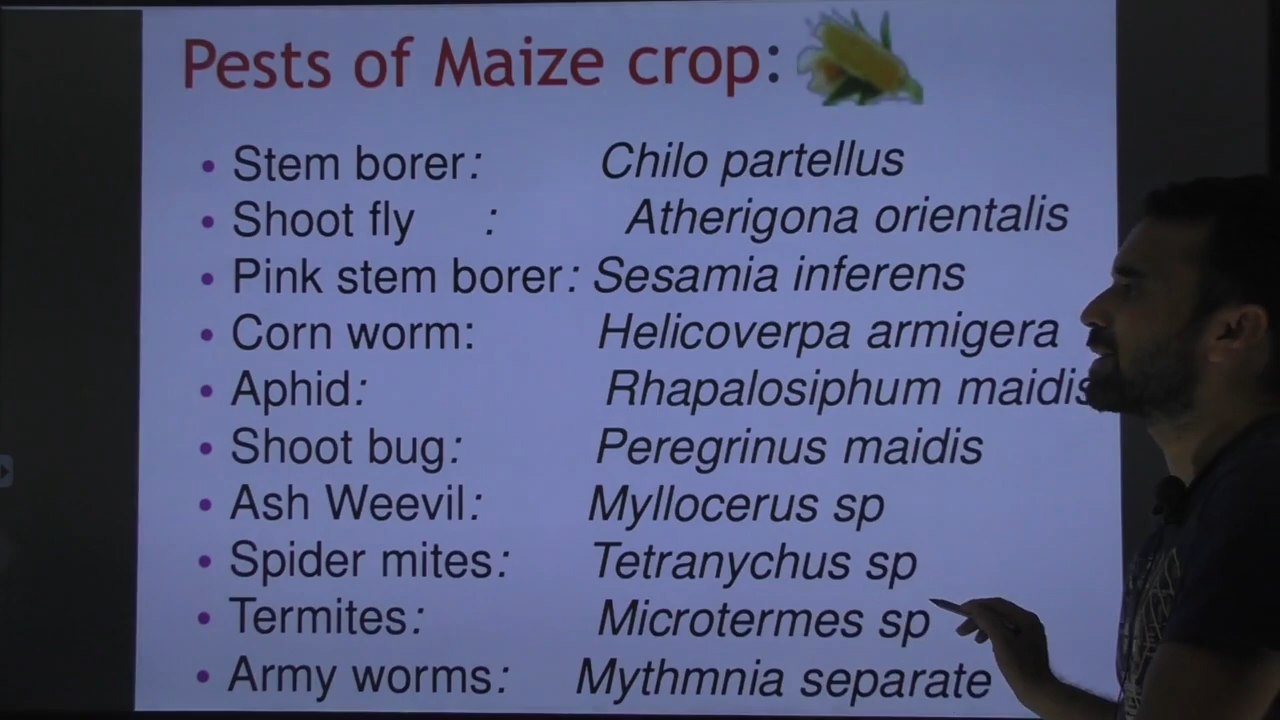 Pests of Maize crop:
• Stem borer: Chilo partellus
• Shoot fly : Atherigona orientalis
• Pink stem borer: Sesamia inferens
• Corn worm: Helicoverpa armigera
• Aphid: Rhapalosiphum maidis
• Shoot bug: Peregrinus maidis
• Ash Weevil: Myllocerus sp
• Spider mites: Tetranychus sp
• Termites: Microtermes sp
• Army worms: Mythmnia separate